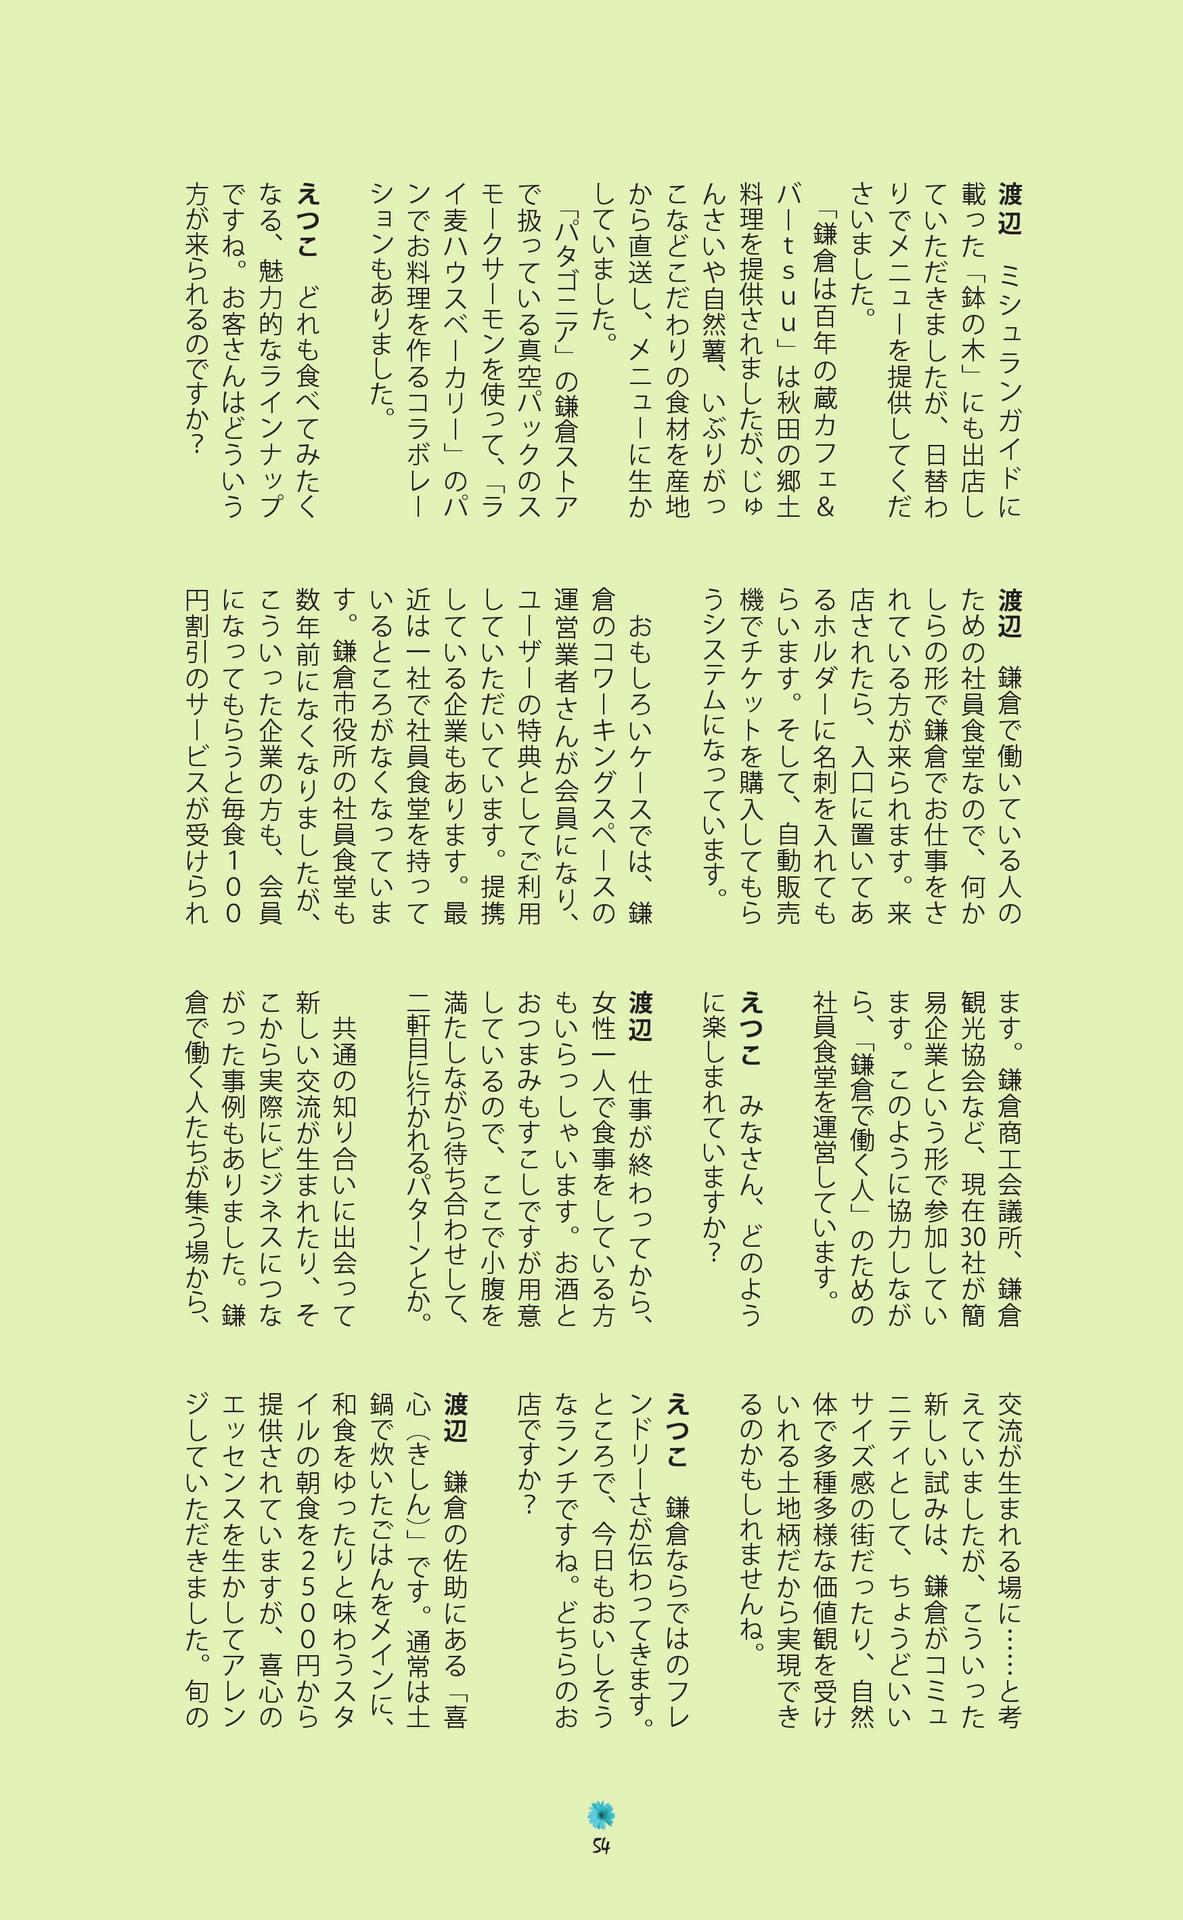 渡辺　ミシュランガイドに
載った「鉢の木」にも出店し
ていただきましたが、日替わ
りでメニューを提供してくだ
さいました。
　「鎌倉は百年の蔵カフェ＆
バーｔｓｕｕ」は秋田の郷土
料理を提供されましたが、じゅ
んさいや自然薯、いぶりがっ
こなどこだわりの食材を産地
から直送し、メニューに生か
していました。
　「パタゴニア」の鎌倉ストア
で扱っている真空パックのス
モークサーモンを使って、「ラ
イ麦ハウスベーカリー」のパ
ンでお料理を作るコラボレー
ションもありました。
えつこ　どれも食べてみたく
なる、魅力的なラインナップ
ですね。お客さんはどういう
方が来られるのですか？
渡辺　鎌倉で働いている人の
ための社員食堂なので、何か
しらの形で鎌倉でお仕事をさ
れている方が来られます。来
店されたら、入口に置いてあ
るホルダーに名刺を入れても
らいます。そして、自動販売
機でチケットを購入してもら
うシステムになっています。
　おもしろいケースでは、鎌
倉のコワーキングスペースの
運営業者さんが会員になり、
ユーザーの特典としてご利用
していただいています。提携
している企業もあります。最
近は一社で社員食堂を持って
いるところがなくなっていま
す。鎌倉市役所の社員食堂も
数年前になくなりましたが、
こういった企業の方も、会員
になってもらうと毎食１００
円割引のサービスが受けられ
ます。鎌倉商工会議所、鎌倉
観光協会など、現在30社が簡
易企業という形で参加してい
ます。このように協力しなが
ら、「鎌倉で働く人」のための
社員食堂を運営しています。
えつこ　みなさん、どのよう
に楽しまれていますか？
渡辺　仕事が終わってから、
女性一人で食事をしている方
もいらっしゃいます。お酒と
おつまみもすこしですが用意
しているので、ここで小腹を
満たしながら待ち合わせして、
二軒目に行かれるパターンとか。
　共通の知り合いに出会って
新しい交流が生まれたり、そ
こから実際にビジネスにつな
がった事例もありました。鎌
倉で働く人たちが集う場から、
交流が生まれる場に……と考
えていましたが、こういった
新しい試みは、鎌倉がコミュ
ニティとして、ちょうどいい
サイズ感の街だったり、自然
体で多種多様な価値観を受け
いれる土地柄だから実現でき
るのかもしれませんね。
えつこ　鎌倉ならではのフレ
ンドリーさが伝わってきます。
ところで、今日もおいしそう
なランチですね。どちらのお
店ですか？
渡辺　鎌倉の佐助にある「喜
心（きしん）」です。通常は土
鍋で炊いたごはんをメインに、
和食をゆったりと味わうスタ
イルの朝食を２５００円から
提供されていますが、喜心の
エッセンスを生かしてアレン
ジしていただきました。旬の
54